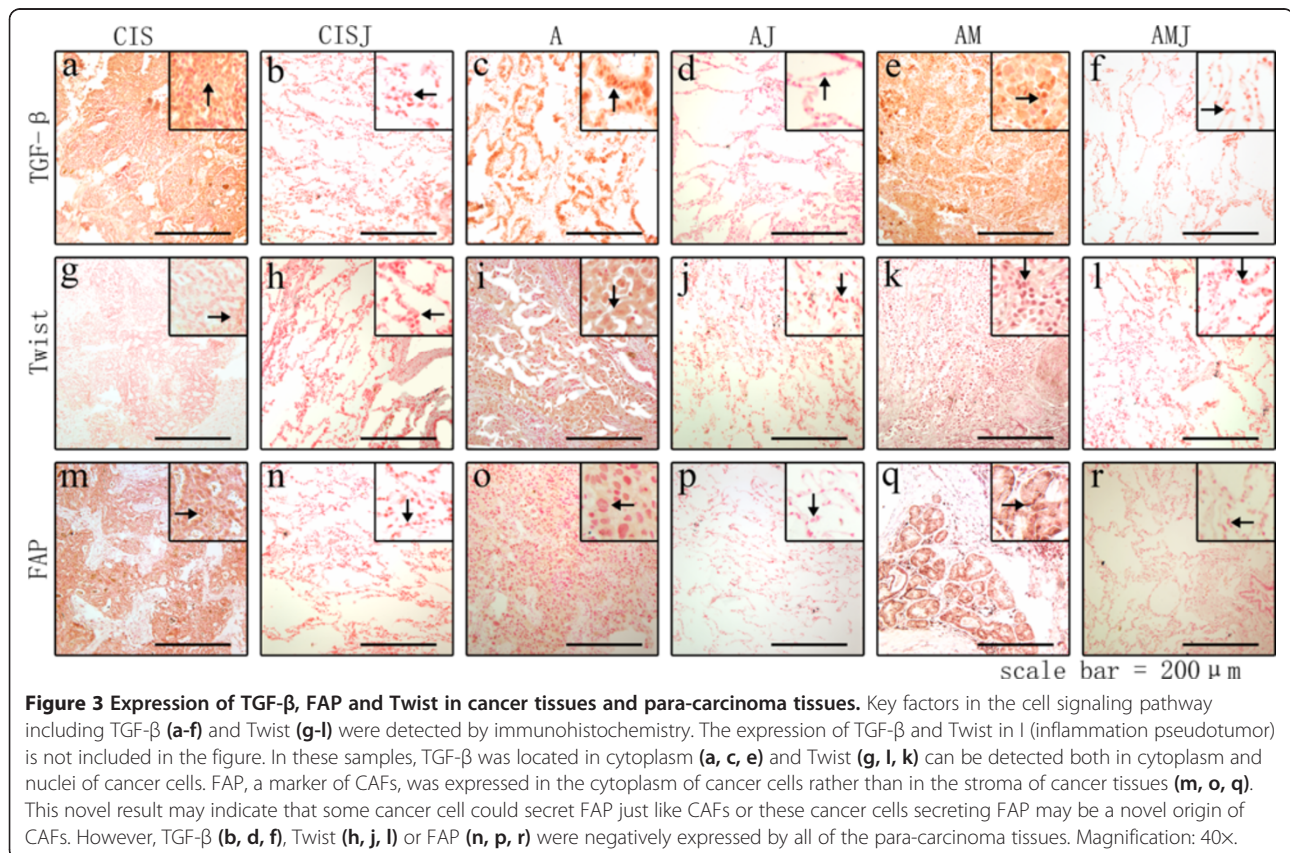 CIS CISJ A AJ AM AMJ
TGF-β
a b c d e f
Twist
g h i j k l
FAP
m n o p q r
scale bar = 200 μm
Figure 3 Expression of TGF-β, FAP and Twist in cancer tissues and para-carcinoma tissues. Key factors in the cell signaling pathway
including TGF-β (a-f) and Twist (g-l) were detected by immunohistochemistry. The expression of TGF-β and Twist in I (inflammation pseudotumor)
is not included in the figure. In these samples, TGF-β was located in cytoplasm (a, c, e) and Twist (g, I, k) can be detected both in cytoplasm and
nuclei of cancer cells. FAP, a marker of CAFs, was expressed in the cytoplasm of cancer cells rather than in the stroma of cancer tissues (m, o, q).
This novel result may indicate that some cancer cell could secret FAP just like CAFs or these cancer cells secreting FAP may be a novel origin of
CAFs. However, TGF-β (b, d, f), Twist (h, j, l) or FAP (n, p, r) were negatively expressed by all of the para-carcinoma tissues. Magnification: 40×.